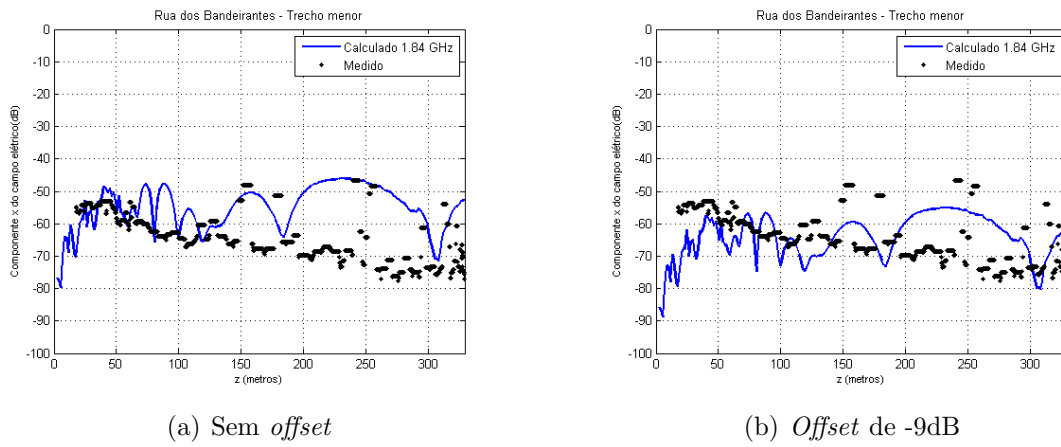 Rua dos Bandeirantes - Trecho menor
Componente x do campo elétrico(dB)
0
-10
-20
-30
-40
-50
-60
-70
-80
-90
-100
Calculado 1.84 GHz
Medido
0 50 100 150 200 250 300
z (metros)
(a) Sem offset
Rua dos Bandeirantes - Trecho menor
Componente x do campo elétrico(dB)
0
-10
-20
-30
-40
-50
-60
-70
-80
-90
-100
Calculado 1.84 GHz
Medido
0 50 100 150 200 250 300
z (metros)
(b) Offset de -9dB